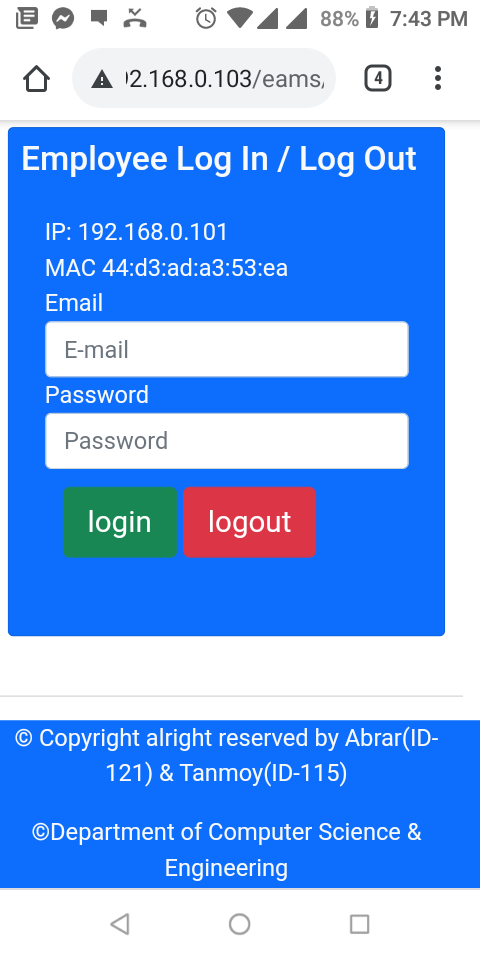 88% 7:43 PM
2.168.0.103/eams/
4
Employee Log In / Log Out
IP: 192.168.0.101
MAC 44:d3:ad:a3:53:ea
Email
E-mail
Password
Password
login logout
© Copyright alright reserved by Abrar(ID-
121) & Tanmoy(ID-115)
©Department of Computer Science &
Engineering